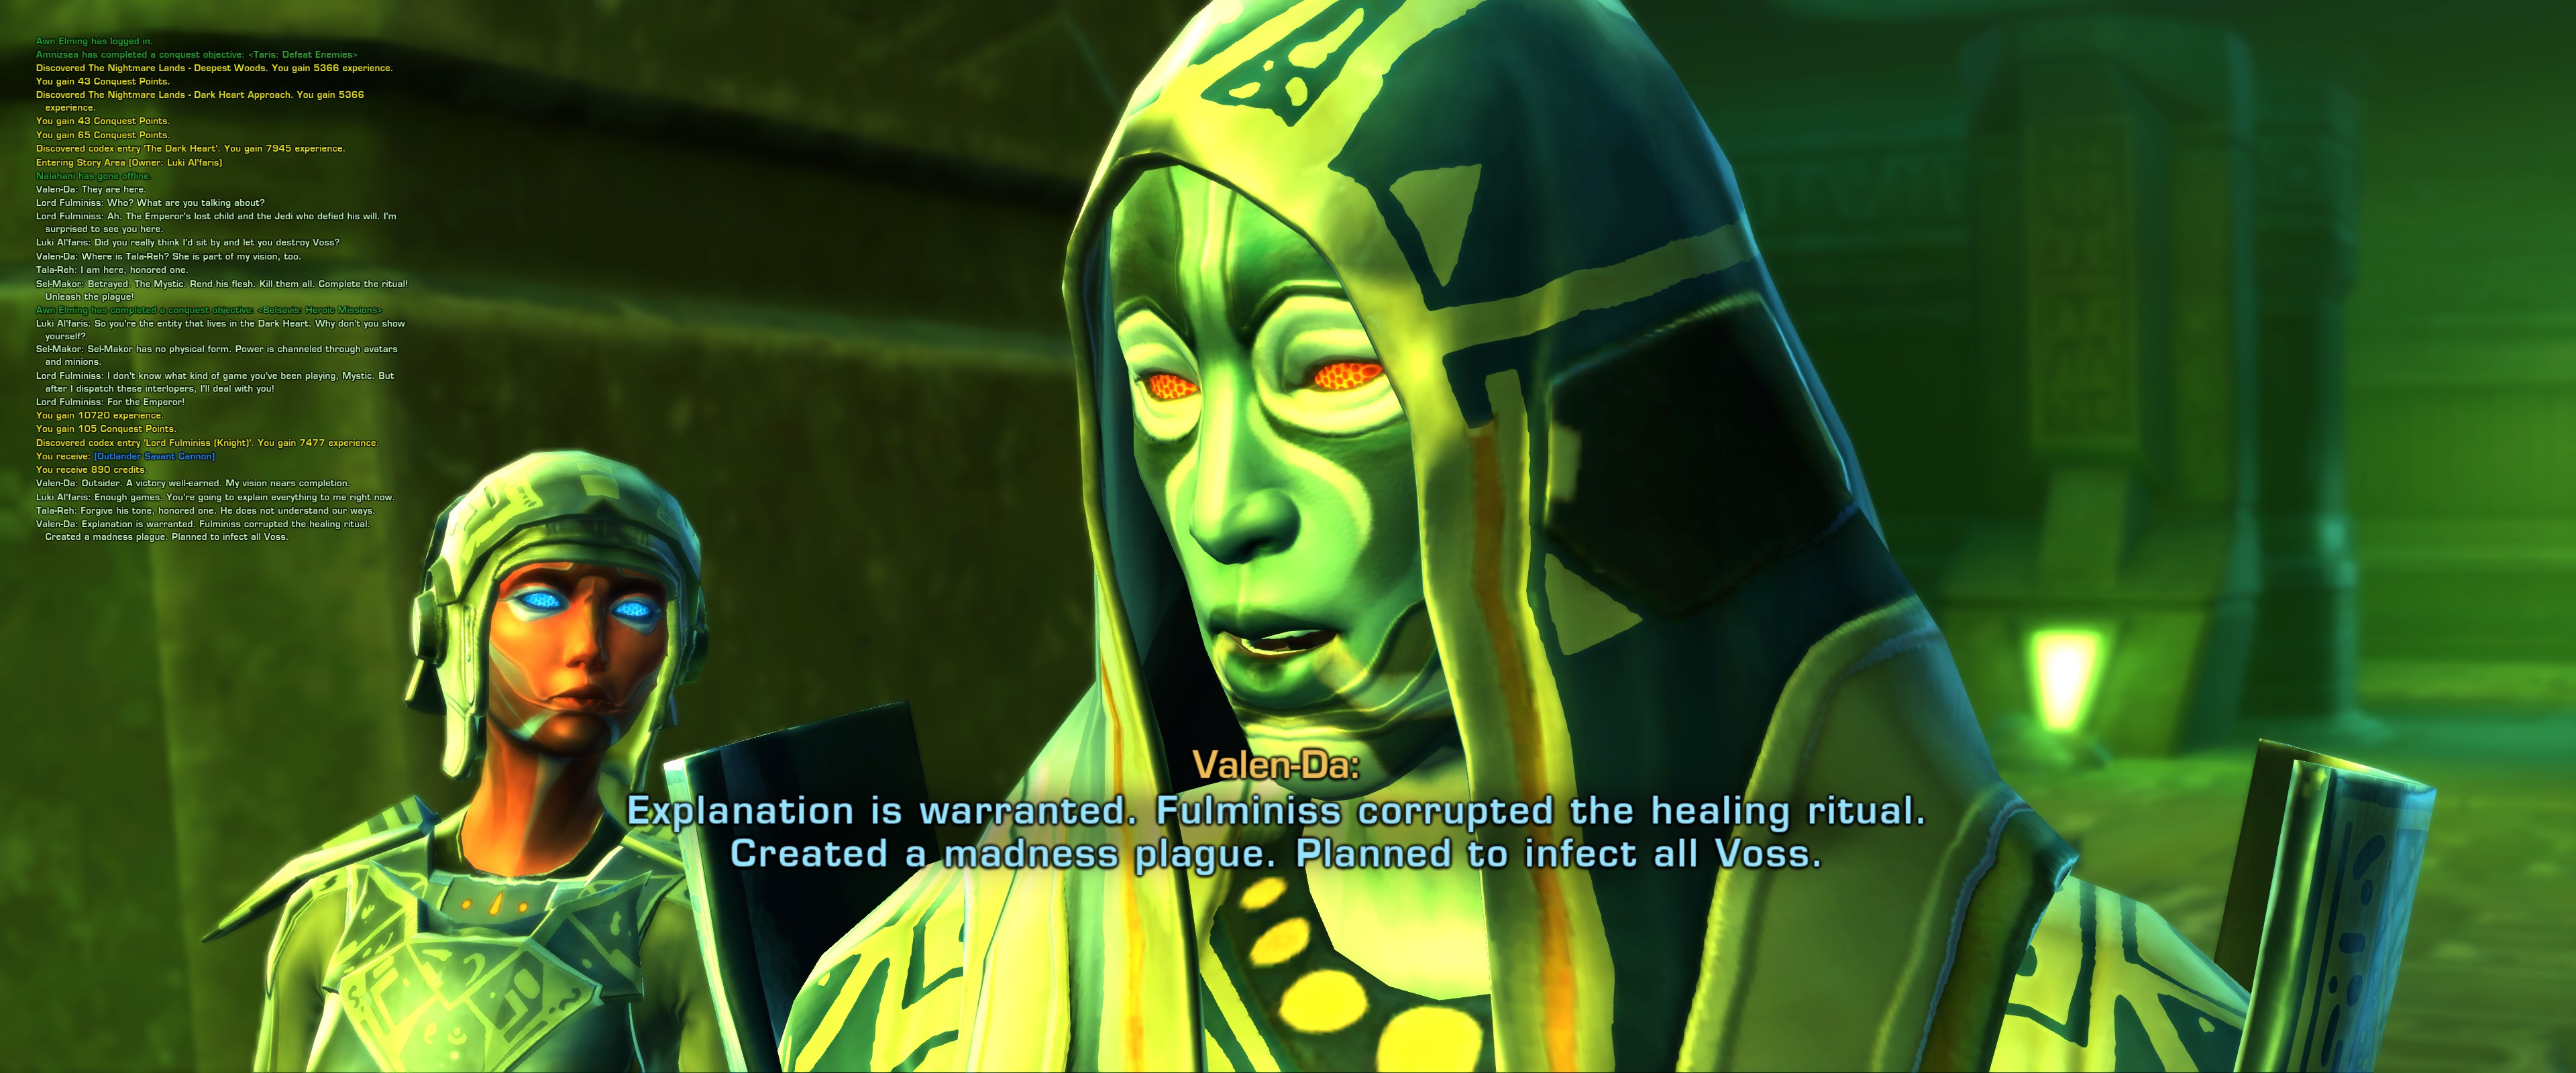 Awn Elming has logged in.
Amnizsea has completed a conquest objective: <Taris: Defeat Enemies>
Discovered The Nightmare Lands - Deepest Woods. You gain 5366 experience.
You gain 43 Conquest Points.
Discovered The Nightmare Lands - Dark Heart Approach. You gain 5366
experience.
You gain 43 Conquest Points.
You gain 65 Conquest Points.
Discovered codex entry 'The Dark Heart'. You gain 7945 experience.
Entering Story Area (Owner: Luki Al'faris)
Nalahani has gone offline.
Valen-Da: They are here.
Lord Fulminiss: Who? What are you talking about?
Lord Fulminiss: Ah. The Emperor's lost child and the Jedi who defied his will. I'm
surprised to see you here.
Luki Al'faris: Did you really think I'd sit by and let you destroy Voss?
Valen-Da: Where is Tala-Reh? She is part of my vision, too.
Tala-Reh: I am here, honored one.
Sel-Makor: Betrayed. The Mystic. Rend his flesh. Kill them all. Complete the ritual!
Unleash the plague!
Awn Elming has completed a conquest objective: <Belsavis: Heroic Missions>
Luki Al'faris: So you're the entity that lives in the Dark Heart. Why don't you show
yourself?
Sel-Makor: Sel-Makor has no physical form. Power is channeled through avatars
and minions.
Lord Fulminiss: I don't know what kind of game you've been playing, Mystic. But
after I dispatch these interlopers, I'll deal with you!
Lord Fulminiss: For the Emperor!
You gain 10720 experience.
You gain 105 Conquest Points.
Discovered codex entry 'Lord Fulminiss (Knight)'. You gain 7477 experience.
You receive: [Outlander Savant Cannon]
You receive 890 credits.
Valen-Da: Outsider. A victory well-earned. My vision nears completion.
Luki Al'faris: Enough games. You're going to explain everything to me right now.
Tala-Reh: Forgive his tone, honored one. He does not understand our ways.
Valen-Da: Explanation is warranted. Fulminiss corrupted the healing ritual.
Created a madness plague. Planned to infect all Voss.
Valen-Da:
Explanation is warranted. Fulminiss corrupted the healing ritual.
Created a madness plague. Planned to infect all Voss.